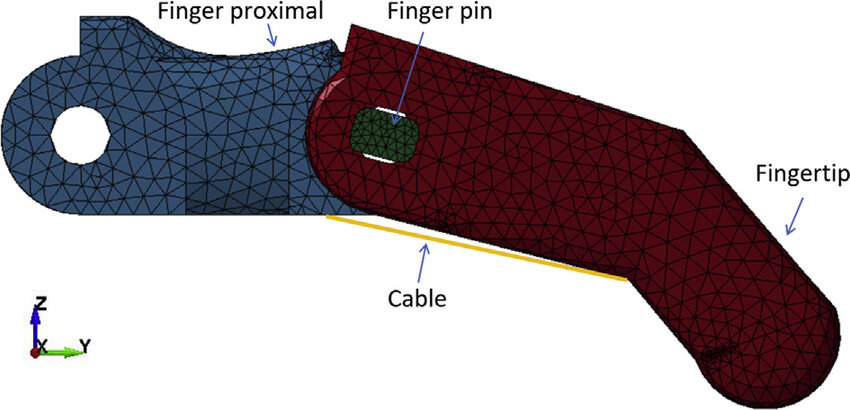 Finger proximal
Finger pin
Fingertip
Cable
Z
X
Y